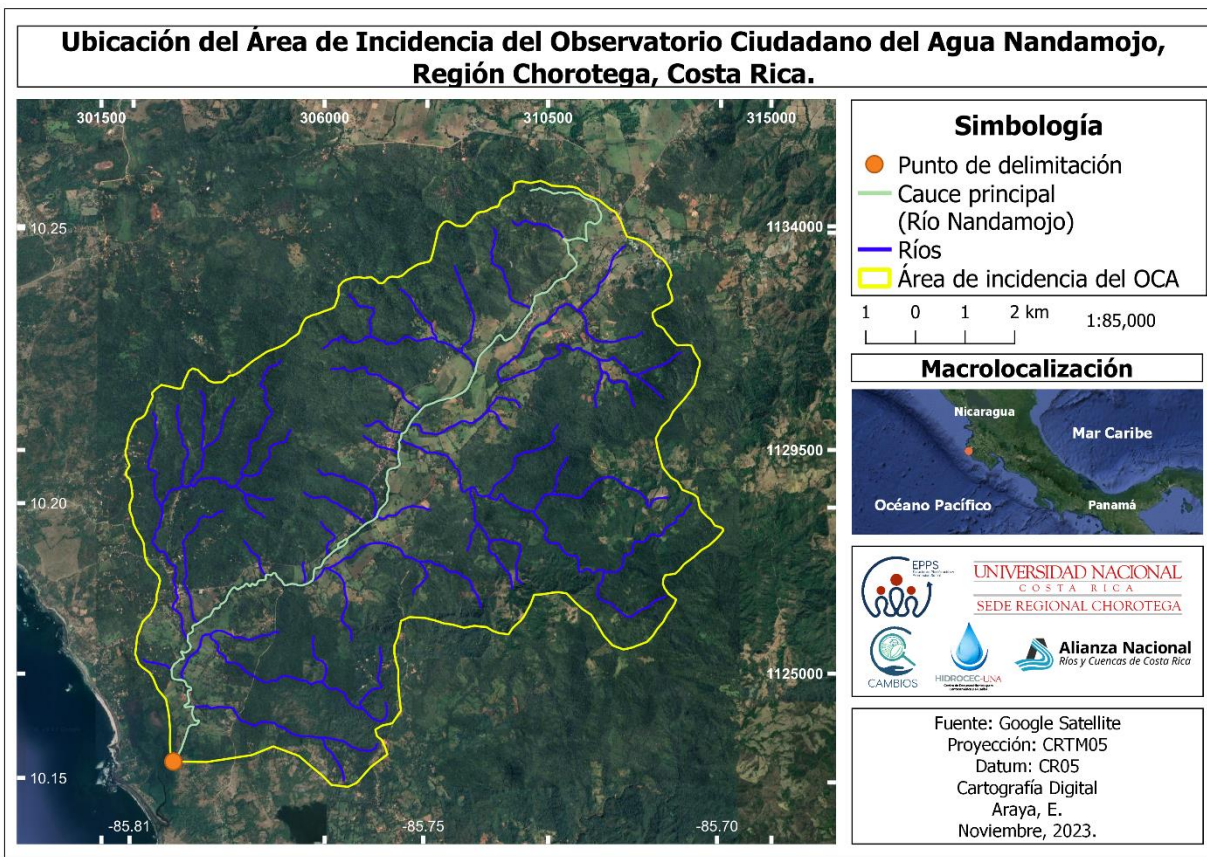 Ubicación del Área de Incidencia del Observatorio Ciudadano del Agua Nandamojo,
Región Chorotega, Costa Rica.
301500
306000
310500
315000
10.25
1134000
1129500
10.20
1125000
10.15
-85.81
-85.75
-85.70
Simbología
Punto de delimitación
Cauce principal
(Río Nandamojo)
Ríos
Área de incidencia del OCA
1 0 1 2 km
1:85,000
Macrolocalización
Nicaragua
Mar Caribe
Océano Pacífico
Panamá
EPPS
UNIVERSIDAD NACIONAL
COSTA RICA
SEDE REGIONAL CHOROTEGA
CAMBIOS
HIDROCEC-UNA
Alianza Nacional
Ríos y Cuencas de Costa Rica
Fuente: Google Satellite
Proyección: CRTM05
Datum: CR05
Cartografía Digital
Araya, E.
Noviembre, 2023.